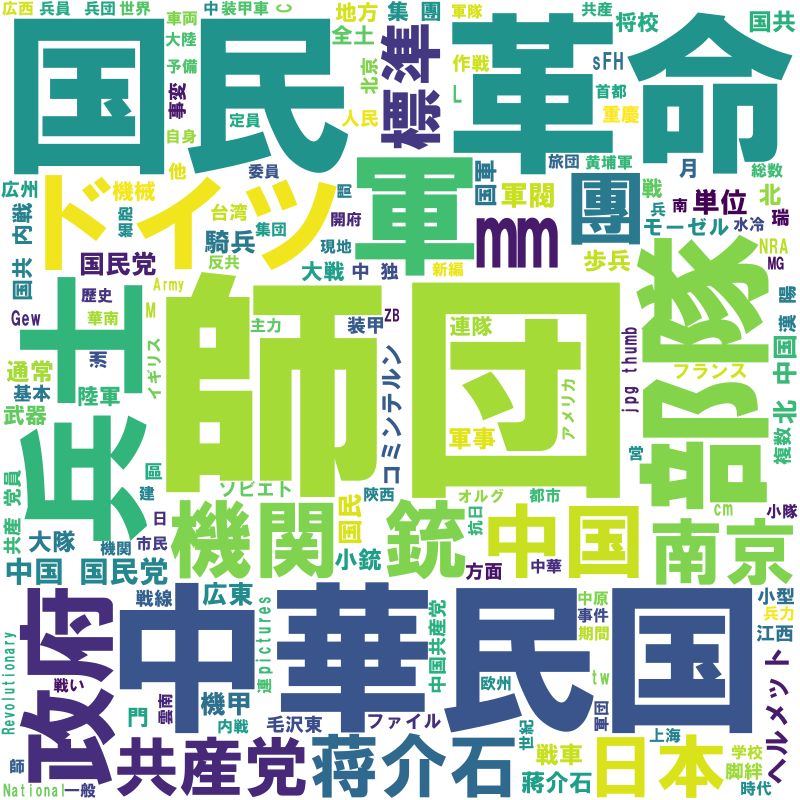 広西 兵員 兵団 世界 車両 中 装甲車 C 地方 集 團 軍隊 共産 将校 国共
国民 革命
大陸 予備 事変 全土 北京 標準 作戦 sFH 首都
自身 定員 人民 L 重慶
他 委員 旅団 黄埔軍 月 総数
広州 機械 細胞 ドイツ 軍 国軍 軍閥 團 戦 兵 南 単位 北 瑞
台湾 間 開府 mm モーゼル 水冷
国共 内戦 騎兵 集団 現地 歩兵 NRA
国民党 反共 大戦 中 独 新編 部隊 MG
歴史 Army 漢 陽
Gew 華南 M 兵士 師団 主力 装甲 ZB 連隊 jpg thumb 中国
洲 イギリス フランス
通常 基本 陸軍 コミンテルン アメリカ
武器 軍事 複数 北
営
共産 党員 區 ソビエト 陝西 オルグ 都市
建 国民 抗日 cm 小隊
日 機関 銃 中国 南京
大隊 機関 市民 小銃 方面 中華
中国 国民党
政府 戦線 広東 中華民国 中原 小型
事件 兵力
Revolutionary 連 pictures 中国共産党 期間 江西
戦い 雲南 機甲 欧州 tw ヘルメット
門 内戦 毛沢東 ファイル 世紀 軍団 上海
師 共産党 蒋介石 戦車 日本 学校
蔣介石 脚絆
National 一般 時代